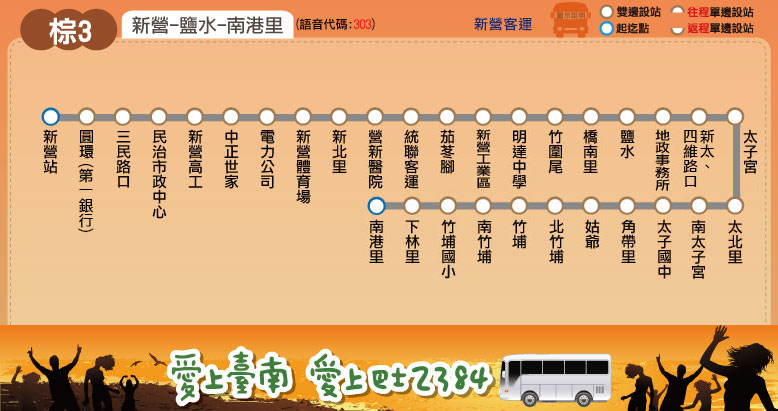 棕3
新營-鹽水-南港里
(語音代碼:303)
新營客運
圖示說明
雙邊設站
往程單邊設站
起迄點
返程單邊設站
新營站
圓環(第一銀行)
三民路口
民治市政中心
新營高工
中正世家
電力公司
新營體育場
新北里
營新醫院
統聯客運
茄苳腳
新營工業區
明達中學
竹圍尾
橋南里
鹽水
地政事務所
新太、
四維路口
太子宮
太北里
南太子宮
太子國中
角帶里
姑爺
北竹埔
竹埔
南竹埔
竹埔國小
下林里
南港里
愛上臺南 愛上巴士2384